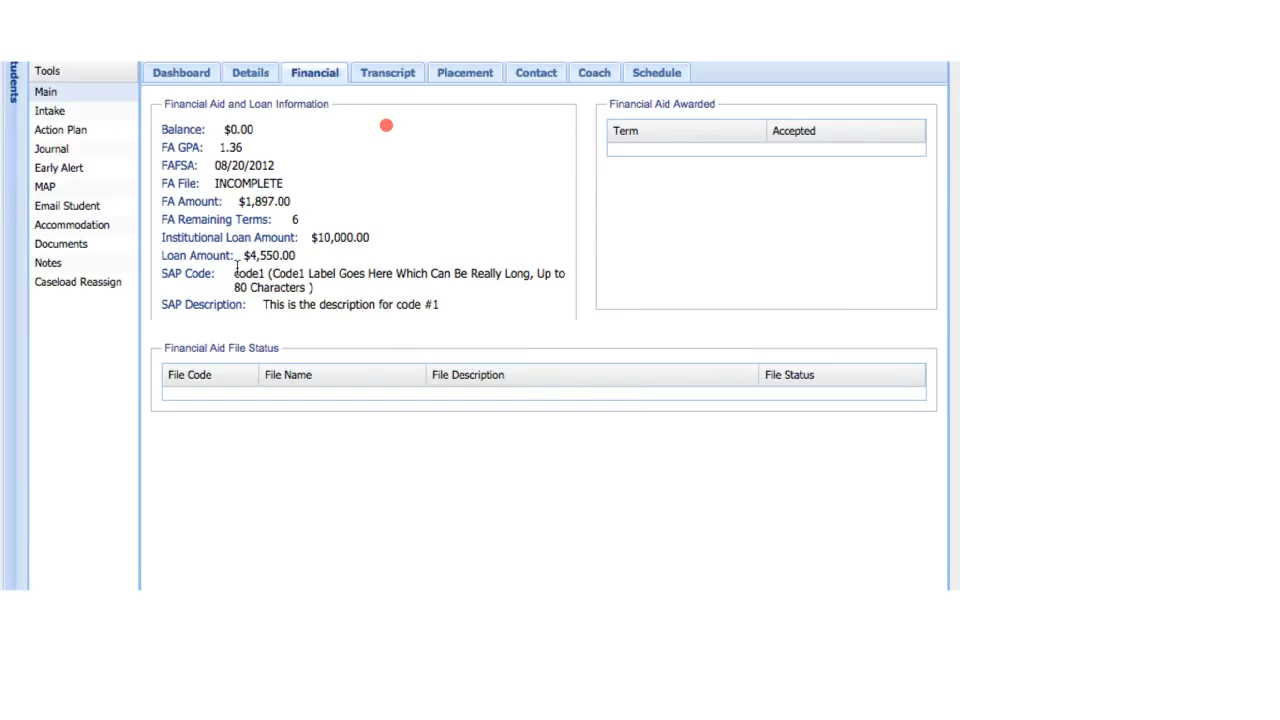 Students
Tools
Main
Intake
Action Plan
Journal
Early Alert
MAP
Email Student
Accommodation
Documents
Notes
Caseload Reassign
Dashboard Details Financial Transcript Placement Contact Coach Schedule
Financial Aid and Loan Information
Balance: $0.00
FA GPA: 1.36
FAFSA: 08/20/2012
FA File: INCOMPLETE
FA Amount: $1,897.00
FA Remaining Terms: 6
Institutional Loan Amount: $10,000.00
Loan Amount: $4,550.00
SAP Code: code1 (Code1 Label Goes Here Which Can Be Really Long, Up to
80 Characters )
SAP Description: This is the description for code #1
Financial Aid Awarded
Term Accepted
Financial Aid File Status
File Code File Name File Description File Status